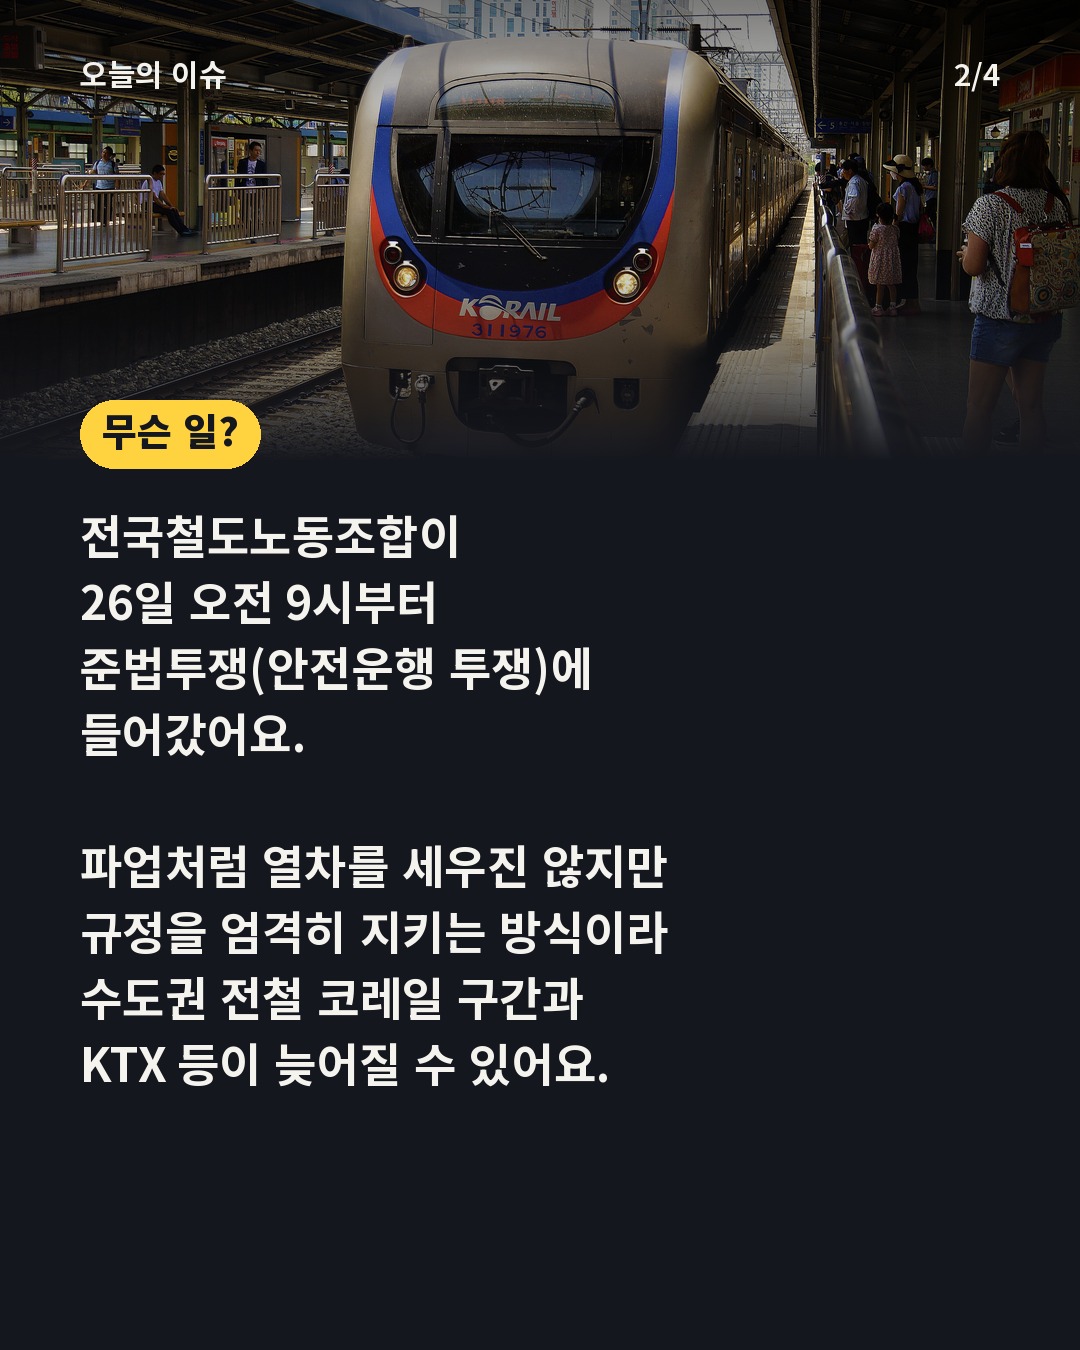 오늘의 이슈
2/4
KORAIL
311976
무슨 일?
전국철도노동조합이
26일 오전 9시부터
준법투쟁(안전운행 투쟁)에
들어갔어요.
파업처럼 열차를 세우진 않지만
규정을 엄격히 지키는 방식이라
수도권 전철 코레일 구간과
KTX 등이 늦어질 수 있어요.